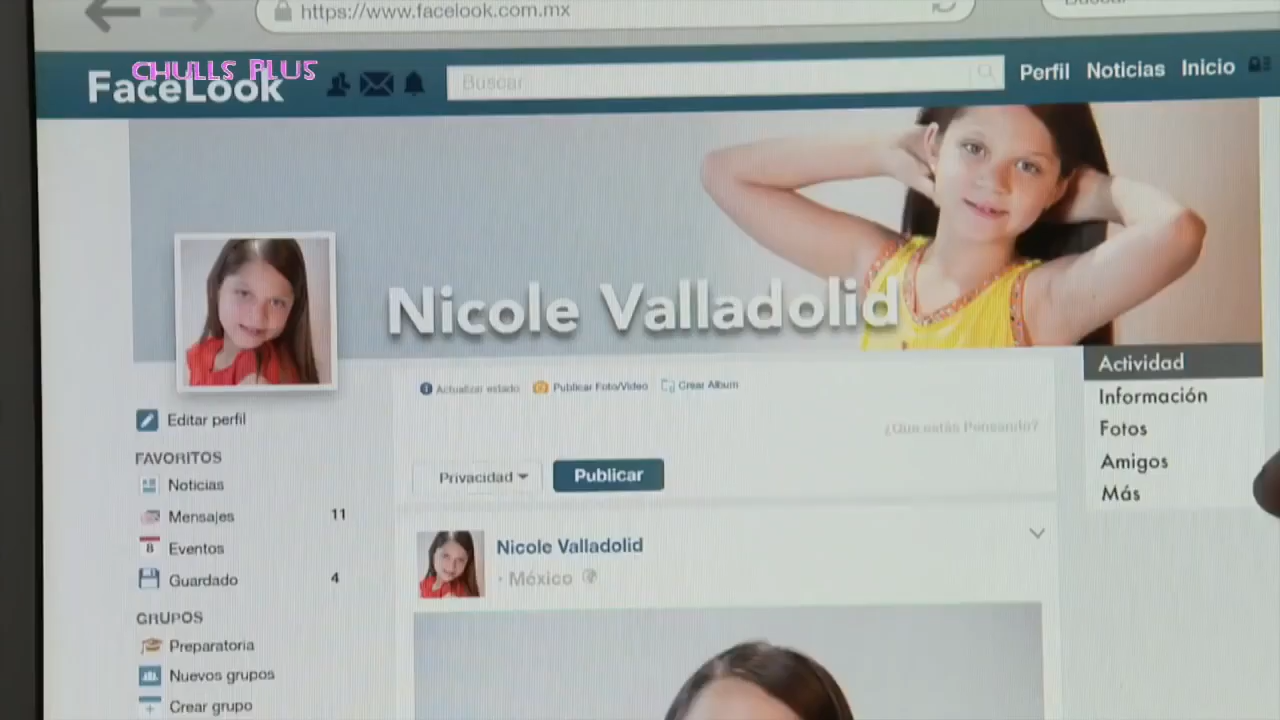 https://www.facelook.com.mx
CHULLS PLUS
FaceLook
Buscar
Perfil Noticias Inicio
Nicole Valladolid
Actualizar estado Publicar Foto/Video Crear Album
¿Que estás Pensando?
Privacidad
Publicar
Editar perfil
FAVORITOS
Noticias
Mensajes 11
Eventos
Guardado 4
GRUPOS
Preparatoria
Nuevos grupos
Crear grupo
Nicole Valladolid
· México
Actividad
Información
Fotos
Amigos
Más